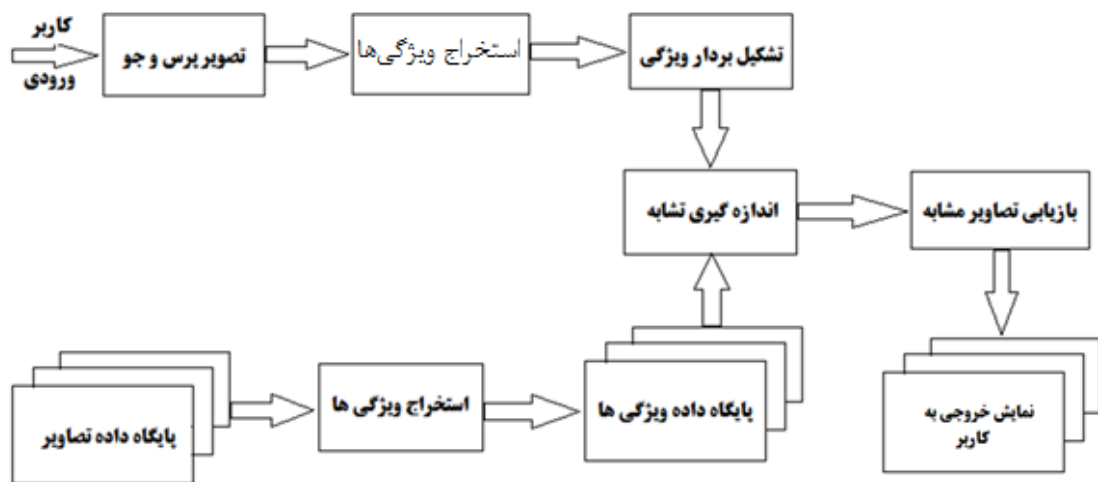 کاربر
ورودی
تصویر پرس و جو
استخراج ویژگی‌ها
تشکیل بردار ویژگی
اندازه گیری تشابه
بازیابی تصاویر مشابه
پایگاه داده تصاویر
استخراج ویژگی ها
پایگاه داده ویژگی ها
نمایش خروجی به
کاربر